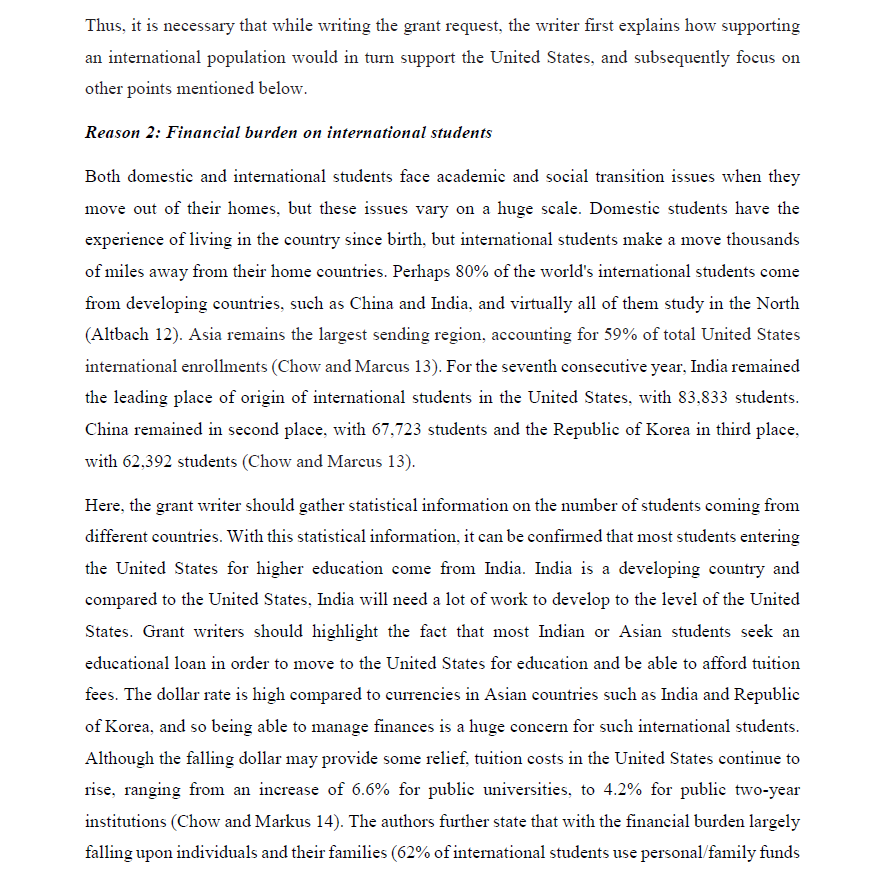 Thus, it is necessary that while writing the grant request, the writer first explains how supporting
an international population would in turn support the United States, and subsequently focus on
other points mentioned below.
Reason 2: Financial burden on international students
Both domestic and international students face academic and social transition issues when they
move out of their homes, but these issues vary on a huge scale. Domestic students have the
experience of living in the country since birth, but international students make a move thousands
of miles away from their home countries. Perhaps 80% of the world's international students come
from developing countries, such as China and India, and virtually all of them study in the North
(Altbach 12). Asia remains the largest sending region, accounting for 59% of total United States
international enrollments (Chow and Marcus 13). For the seventh consecutive year, India remained
the leading place of origin of international students in the United States, with 83,833 students.
China remained in second place, with 67,723 students and the Republic of Korea in third place,
with 62,392 students (Chow and Marcus 13).
Here, the grant writer should gather statistical information on the number of students coming from
different countries. With this statistical information, it can be confirmed that most students entering
the United States for higher education come from India. India is a developing country and
compared to the United States, India will need a lot of work to develop to the level of the United
States. Grant writers should highlight the fact that most Indian or Asian students seek an
educational loan in order to move to the United States for education and be able to afford tuition
fees. The dollar rate is high compared to currencies in Asian countries such as India and Republic
of Korea, and so being able to manage finances is a huge concern for such international students.
Although the falling dollar may provide some relief, tuition costs in the United States continue to
rise, ranging from an increase of 6.6% for public universities, to 4.2% for public two-year
institutions (Chow and Markus 14). The authors further state that with the financial burden largely
falling upon individuals and their families (62% of international students use personal/family funds